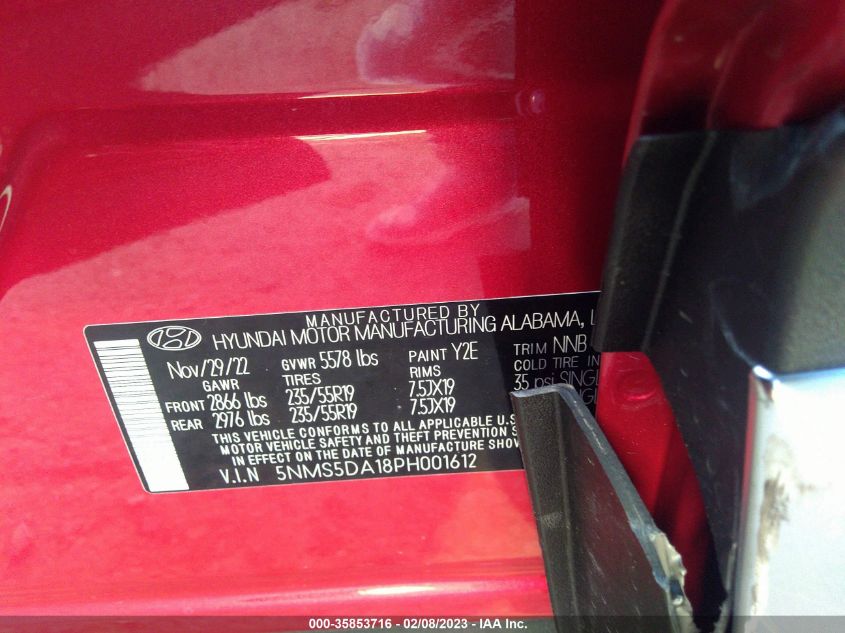 MANUFACTURED BY
HYUNDAI MOTOR MANUFACTURING ALABAMA,
Nov/29/22 GVWR 5578 lbs PAINT Y2E TRIM NNB
GAWR TIRES RIMS COLD TIRE IN
FRONT 2866 lbs 235/55R19 7.5JX19 35 psi SINGL
REAR 2976 lbs 235/55R19 7.5JX19
THIS VEHICLE CONFORMS TO ALL APPLICABLE U.S
MOTOR VEHICLE SAFETY AND THEFT PREVENTION S
IN EFFECT ON THE DATE OF MANUFACTURE SHOW
V.I.N 5NMS5DA18PH001612
000-35853716 - 02/08/2023 - © IAA Inc.